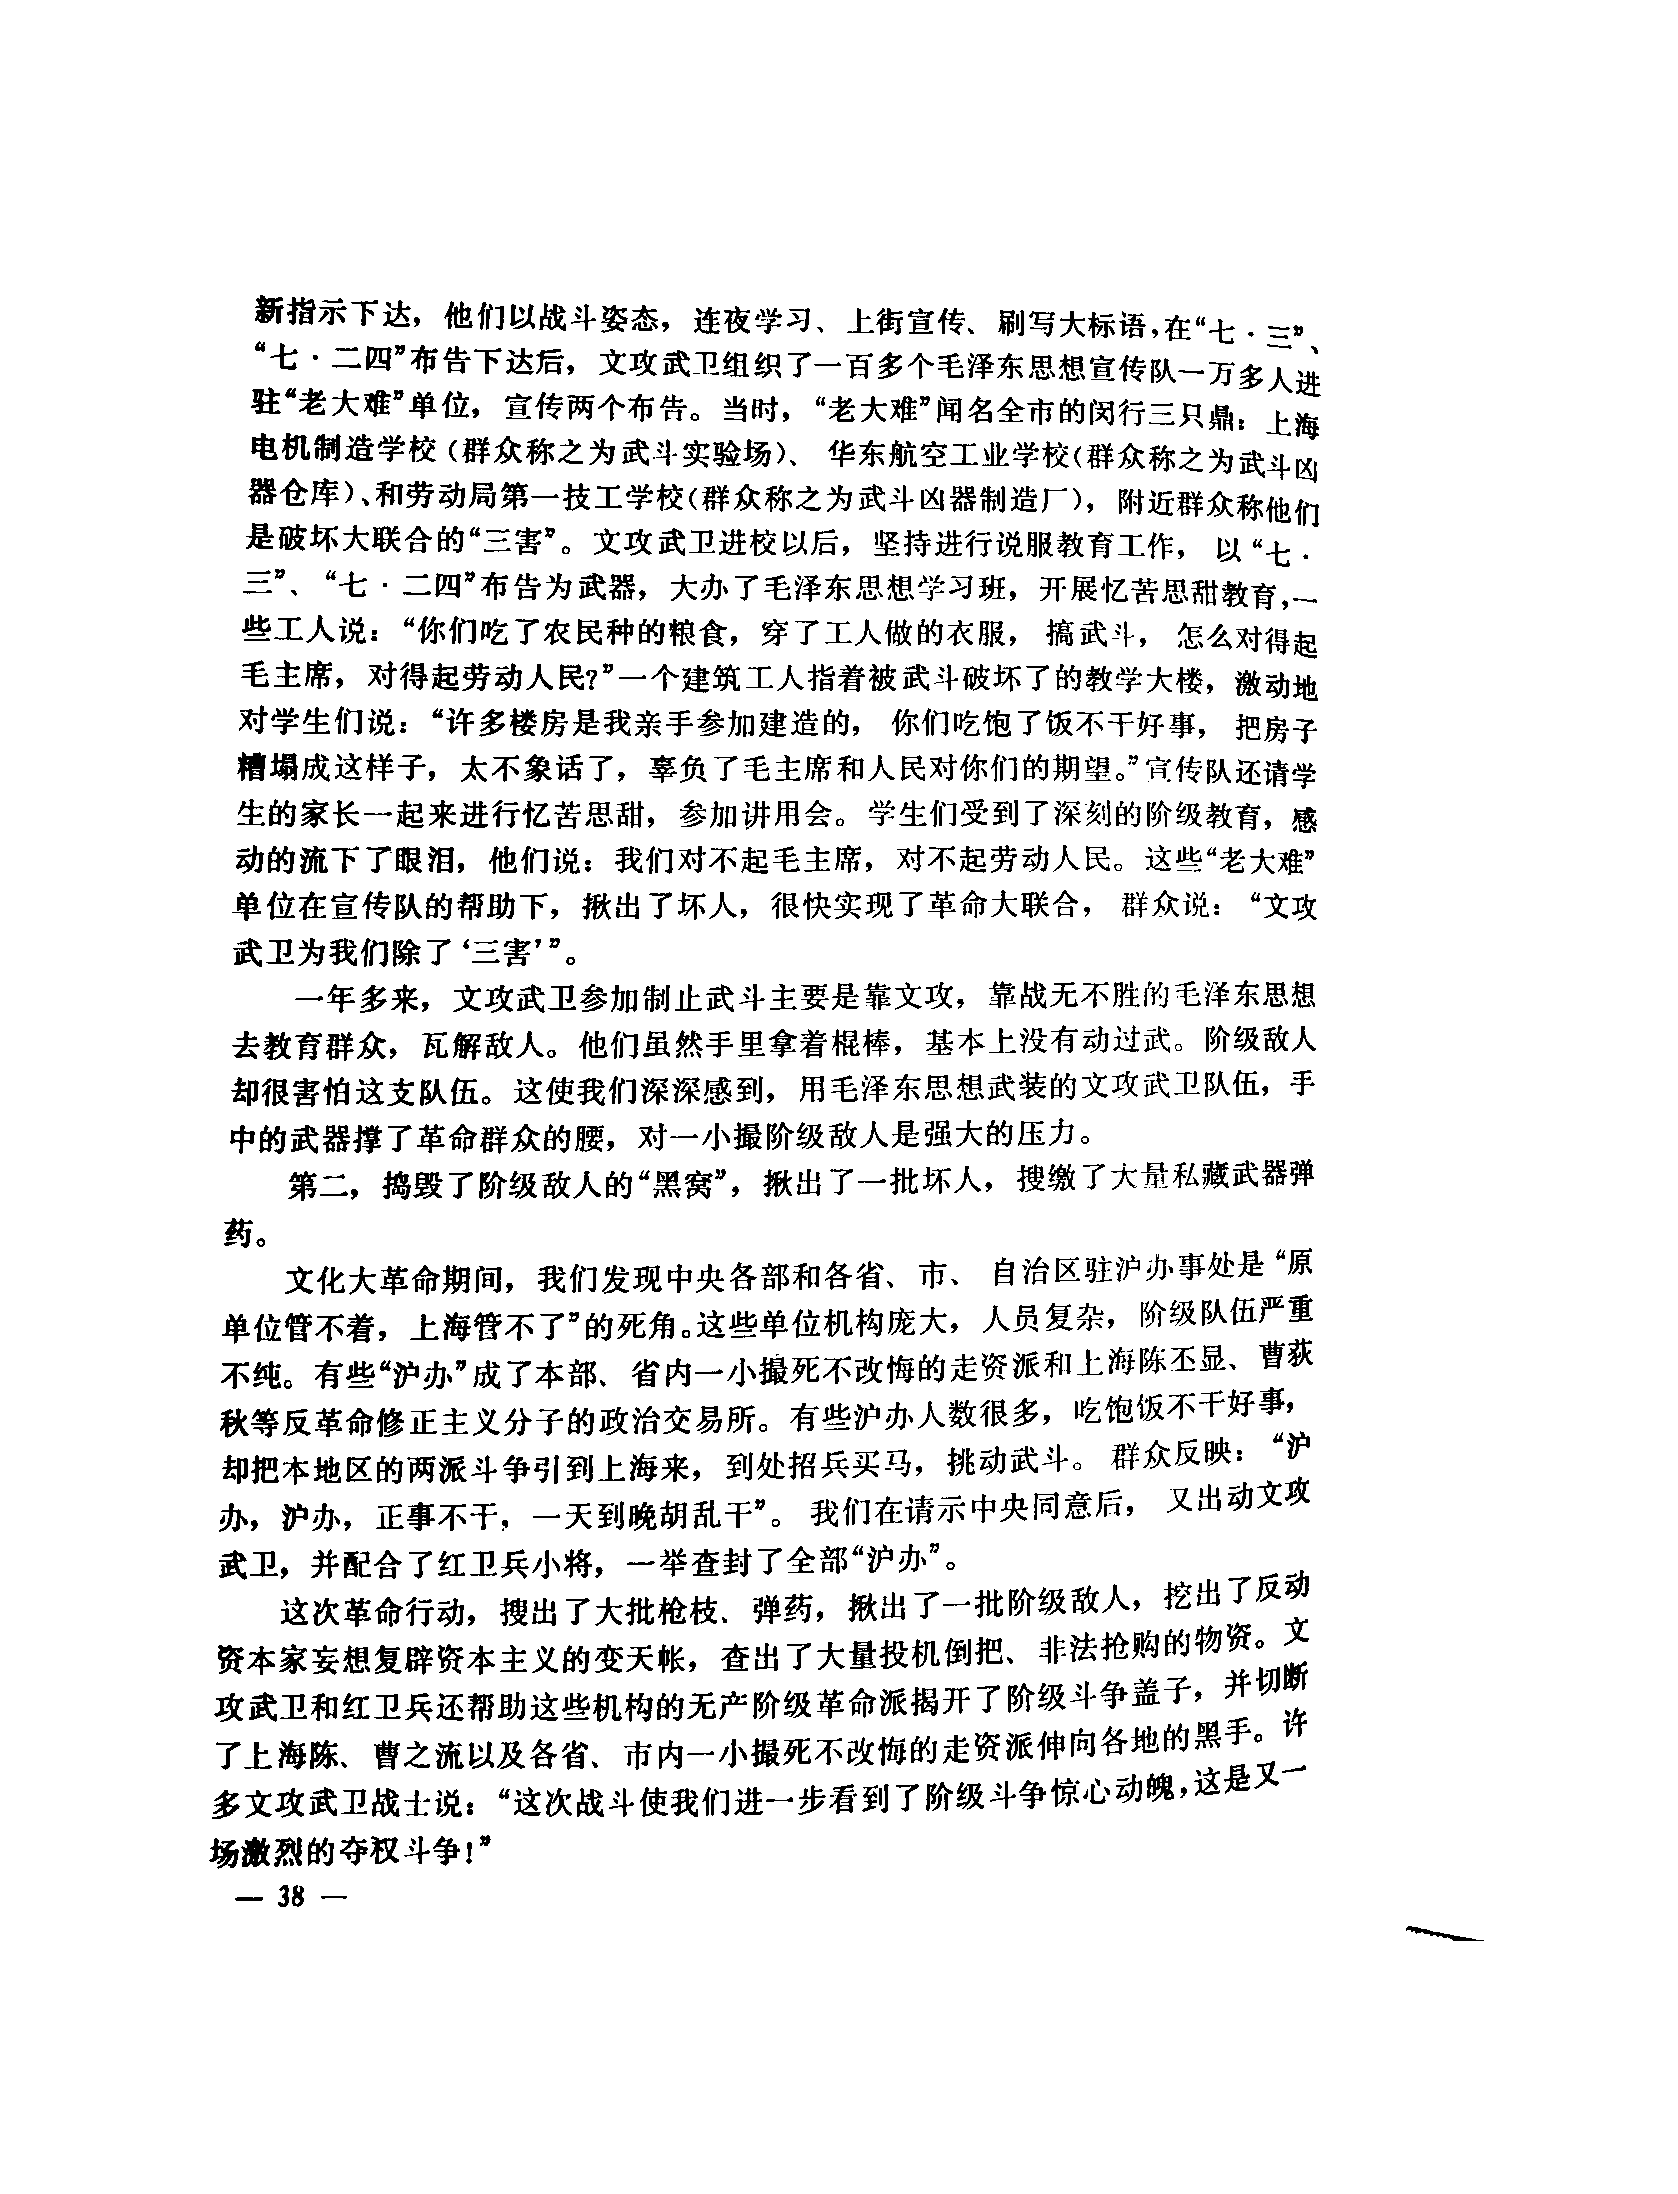 新指示下达，他们以战斗姿态，连夜学习、上街宣传、刷写大标语，在“七·三”、
“七·二四”布告下达后，文攻武卫组织了一百多个毛泽东思想宣传队一万多人进
驻“老大难”单位，宣传两个布告。当时，“老大难”闻名全市的闵行三只鼎：上海
电机制造学校（群众称之为武斗实验场）、华东航空工业学校（群众称之为武斗凶
器仓库）、和劳动局第一技工学校（群众称之为武斗凶器制造厂），附近群众称他们
是破坏大联合的“三害”。文攻武卫进校以后，坚持进行说服教育工作，以“七·
三”、“七·二四”布告为武器，大办了毛泽东思想学习班，开展忆苦思甜教育，一
些工人说：“你们吃了农民种的粮食，穿了工人做的衣服，搞武斗，怎么对得起
毛主席，对得起劳动人民？”一个建筑工人指着被武斗破坏了的教学大楼，激动地
对学生们说：“许多楼房是我亲手参加建造的，你们吃饱了饭不干好事，把房子
糟塌成这样子，太不象话了，辜负了毛主席和人民对你们的期望。”宣传队还请学
生的家长一起来进行忆苦思甜，参加讲用会。学生们受到了深刻的阶级教育，感
动的流下了眼泪，他们说：我们对不起毛主席，对不起劳动人民。这些“老大难”
单位在宣传队的帮助下，揪出了坏人，很快实现了革命大联合，群众说：“文攻
武卫为我们除了‘三害’”。
一年多来，文攻武卫参加制止武斗主要是靠文攻，靠战无不胜的毛泽东思想
去教育群众，瓦解敌人。他们虽然手里拿着棍棒，基本上没有动过武。阶级敌人
却很害怕这支队伍。这使我们深深感到，用毛泽东思想武装的文攻武卫队伍，手
中的武器撑了革命群众的腰，对一小撮阶级敌人是强大的压力。
第二，捣毁了阶级敌人的“黑窝”，揪出了一批坏人，搜缴了大量私藏武器弹
药。
文化大革命期间，我们发现中央各部和各省、市、自治区驻沪办事处是“原
单位管不着，上海管不了”的死角。这些单位机构庞大，人员复杂，阶级队伍严重
不纯。有些“沪办”成了本部、省内一小撮死不改悔的走资派和上海陈丕显、曹荻
秋等反革命修正主义分子的政治交易所。有些沪办人数很多，吃饱饭不干好事，
却把本地区的两派斗争引到上海来，到处招兵买马，挑动武斗。群众反映：“沪
办，沪办，正事不干，一天到晚胡乱干”。我们在请示中央同意后，又出动文攻
武卫，并配合了红卫兵小将，一举查封了全部“沪办”。
这次革命行动，搜出了大批枪枝、弹药，揪出了一批阶级敌人，挖出了反动
资本家妄想复辟资本主义的变天帐，查出了大量投机倒把、非法抢购的物资。文
攻武卫和红卫兵还帮助这些机构的无产阶级革命派揭开了阶级斗争盖子，并切断
了上海陈、曹之流以及各省、市内一小撮死不改悔的走资派伸向各地的黑手。许
多文攻武卫战士说：“这次战斗使我们进一步看到了阶级斗争惊心动魄，这是又一
场激烈的夺权斗争！”
— 38 —